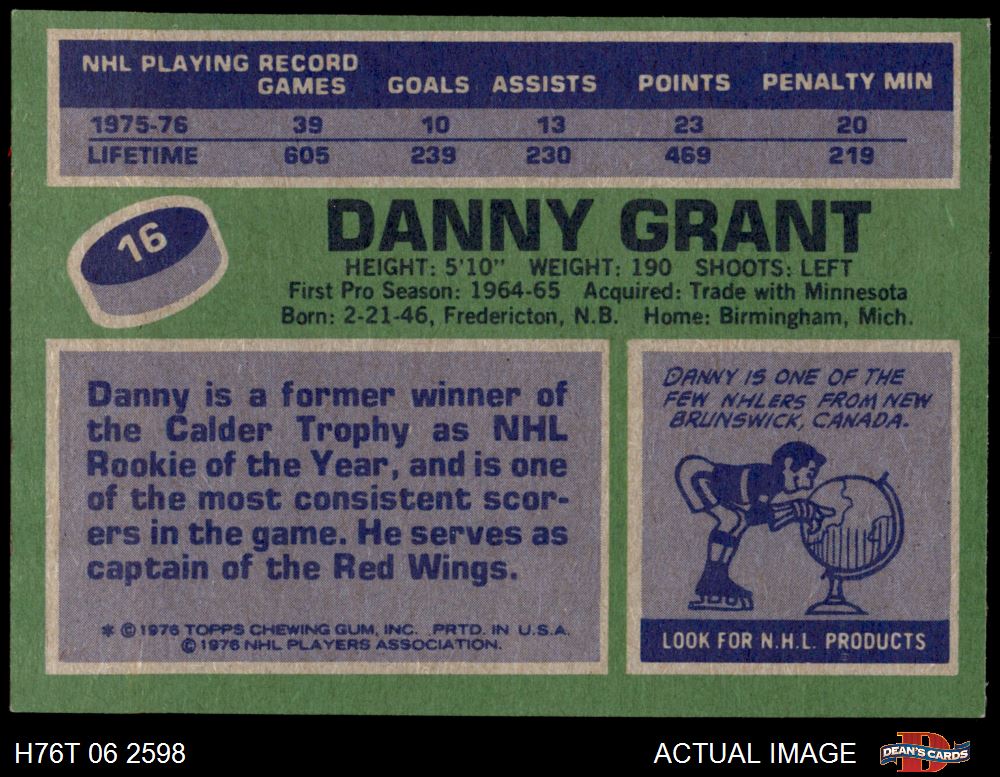 NHL PLAYING RECORD
GAMES GOALS ASSISTS POINTS PENALTY MIN
1975-76 39 10 13 23 20
LIFETIME 605 239 230 469 219
16
DANNY GRANT
HEIGHT: 5'10" WEIGHT: 190 SHOOTS: LEFT
First Pro Season: 1964-65 Acquired: Trade with Minnesota
Born: 2-21-46, Fredericton, N.B. Home: Birmingham, Mich.
Danny is a former winner of
the Calder Trophy as NHL
Rookie of the Year, and is one
of the most consistent scor-
ers in the game. He serves as
captain of the Red Wings.
* © 1976 TOPPS CHEWING GUM, INC. PRTD. IN U.S.A.
© 1976 NHL PLAYERS ASSOCIATION.
DANNY IS ONE OF THE
FEW NHLERS FROM NEW
BRUNSWICK, CANADA.
LOOK FOR N.H.L. PRODUCTS
H76T 06 2598
ACTUAL IMAGE
D
DEAN'S CARDS